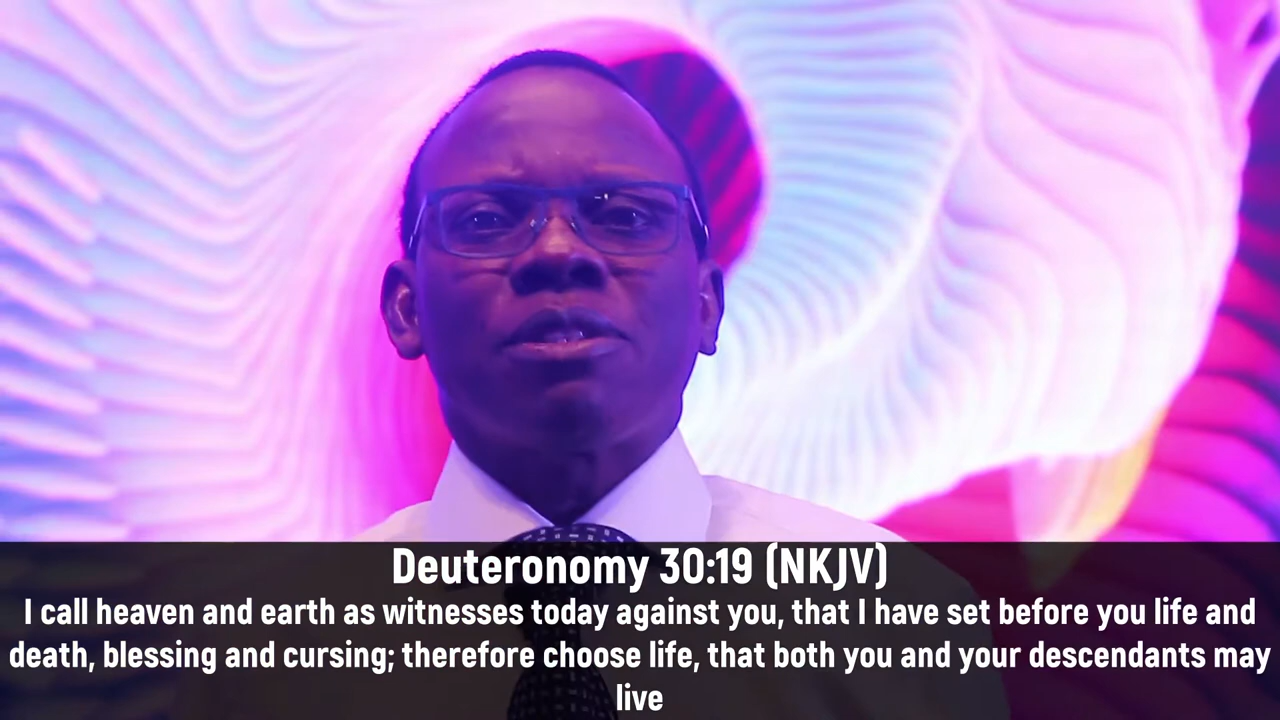 Deuteronomy 30:19 (NKJV)
I call heaven and earth as witnesses today against you, that I have set before you life and
death, blessing and cursing; therefore choose life, that both you and your descendants may
live